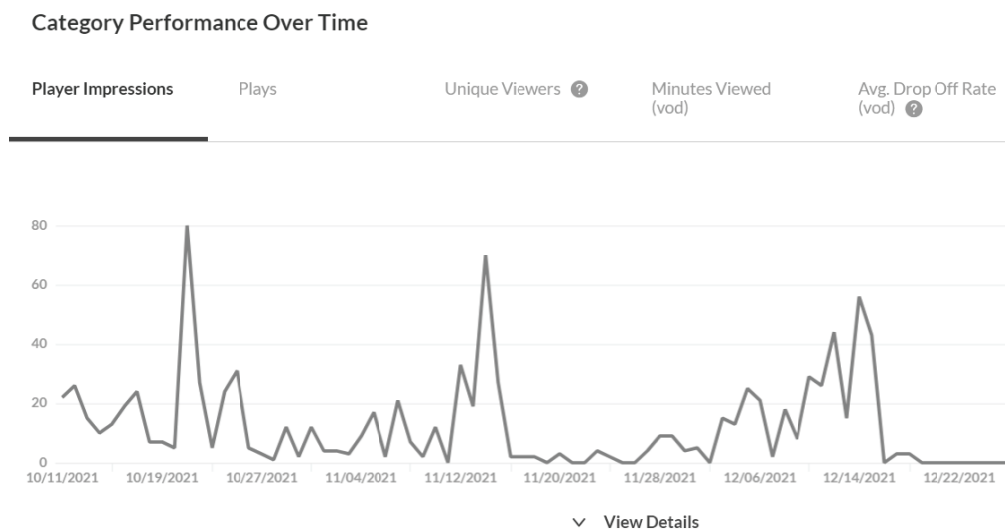 Category Performance Over Time
Player Impressions
Plays
Unique Viewers ?
Minutes Viewed
(vod)
Avg. Drop Off Rate
(vod) ?
80
60
40
20
0
10/11/2021 10/19/2021 10/27/2021 11/04/2021 11/12/2021 11/20/2021 11/28/2021 12/06/2021 12/14/2021 12/22/2021
View Details